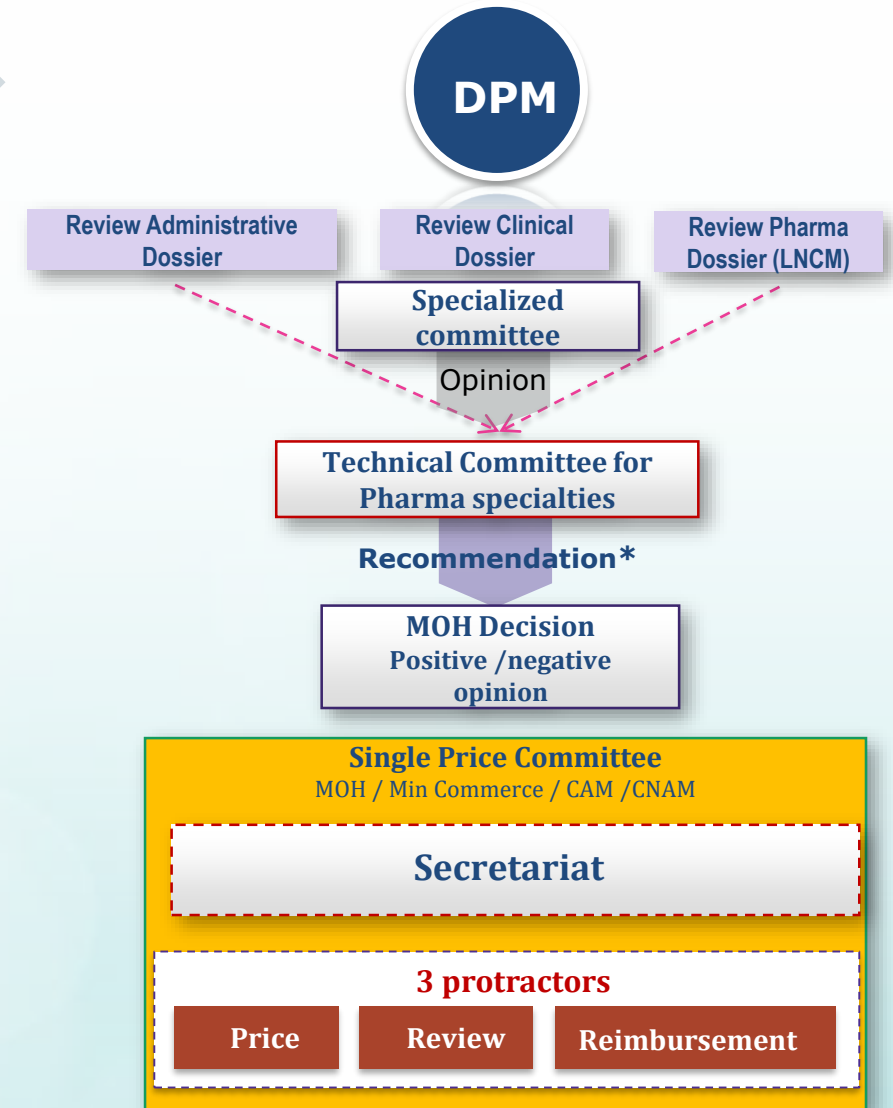 DPM
Review Administrative
Dossier
Review Clinical
Dossier
Review Pharma
Dossier (LNCM)
Specialized
committee
Opinion
Technical Committee for
Pharma specialties
Recommendation*
MOH Decision
Positive /negative
opinion
Single Price Committee
MOH / Min Commerce / CAM /CNAM
Secretariat
3 protractors
Price
Review
Reimbursement